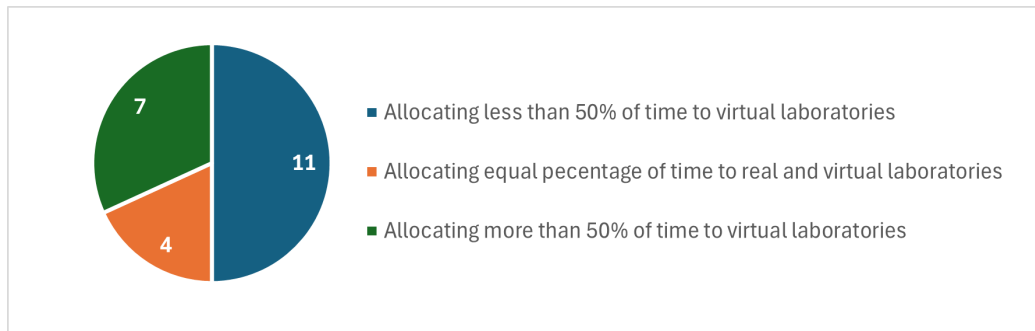 7
11
4
Allocating less than 50% of time to virtual laboratories
Allocating equal pecentage of time to real and virtual laboratories
Allocating more than 50% of time to virtual laboratories